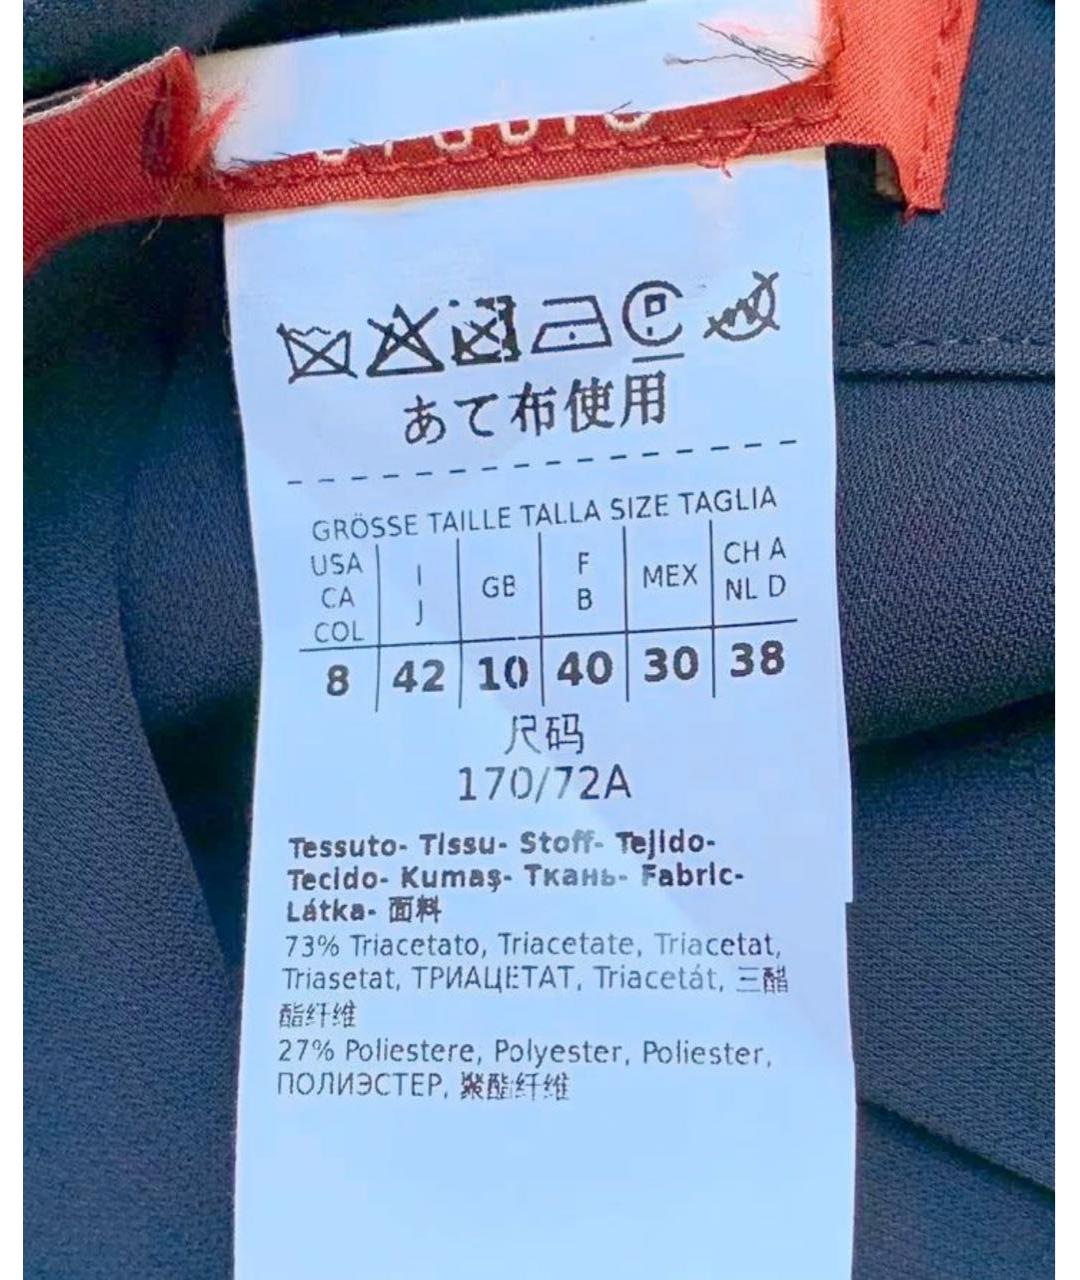 あて布使用
GRÖSSE TAILLE TALLA SIZE TAGLIA
USA CA COL I J GB F B MEX CH A NL D
8 42 10 40 30 38
尺码
170/72A
Tessuto- Tissu- Stoff- Tejido-
Tecido- Kumaş- Ткань- Fabric-
Látka- 面料
73% Triacetato, Triacetate, Triacetat,
Triasetat, ТРИАЦЕТАТ, Triacetát, 三醋
酯纤维
27% Poliestere, Polyester, Poliester,
ПОЛИЭСТЕР, 聚酯纤维